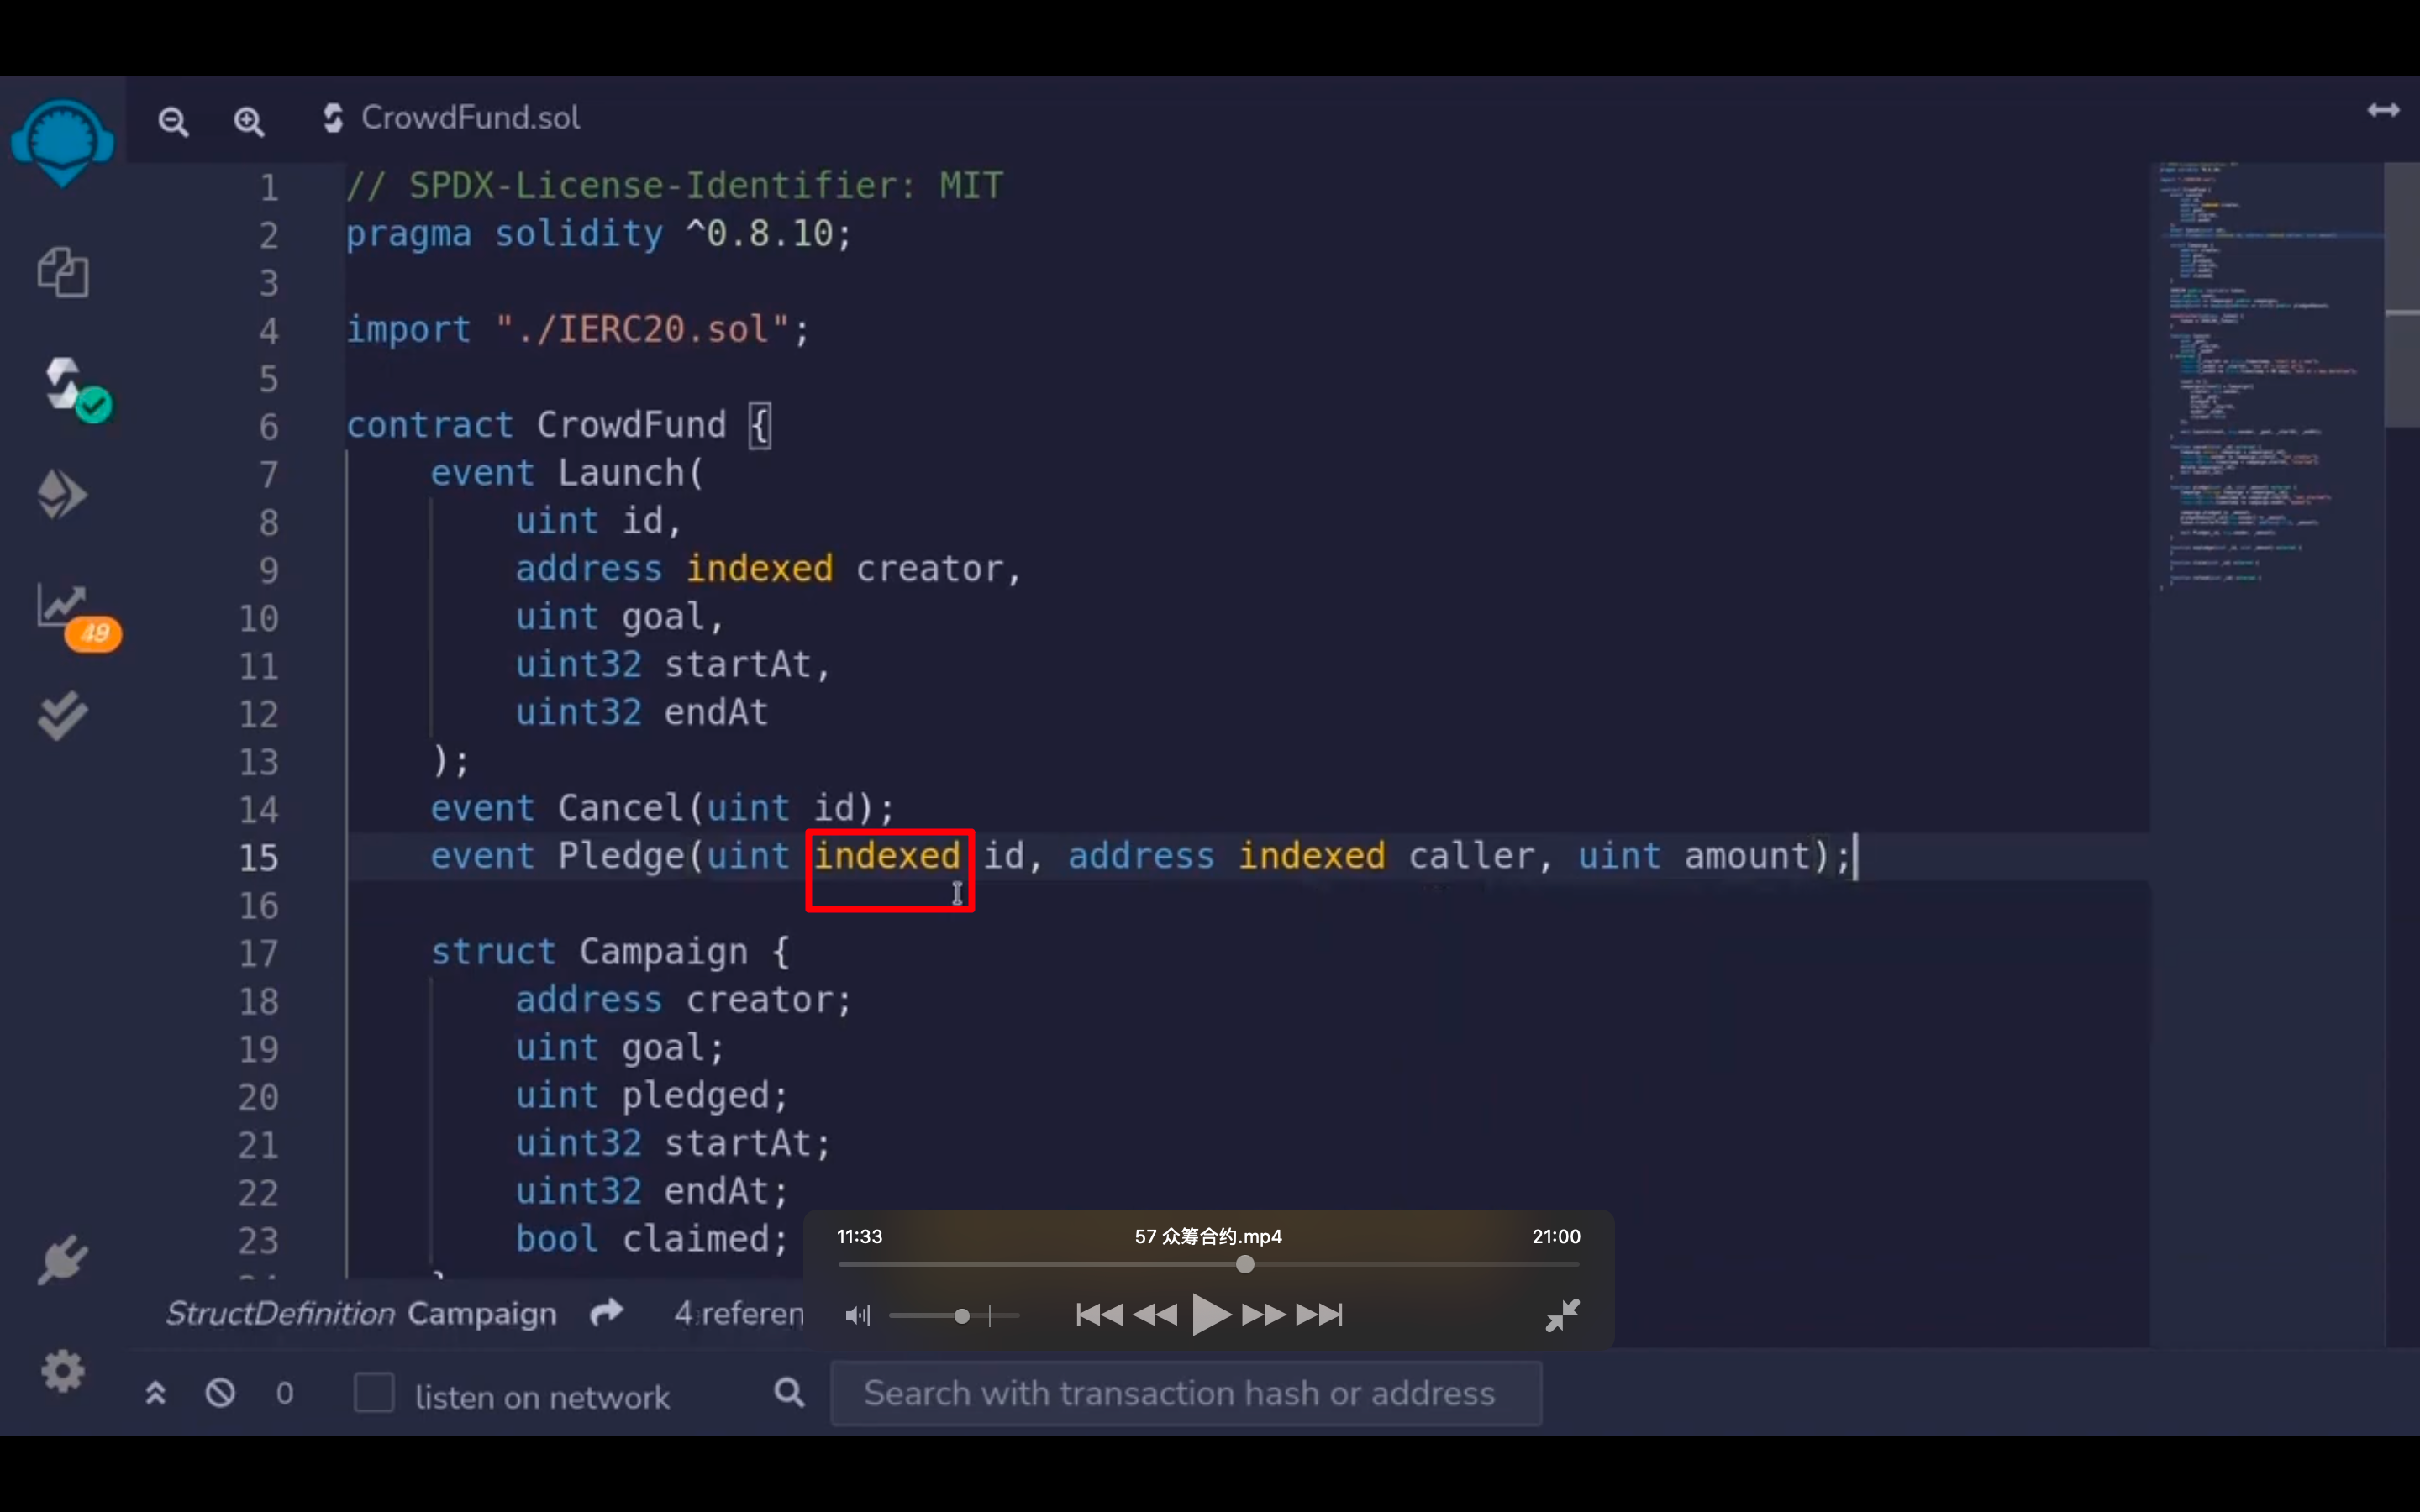 CrowdFund.sol
1 // SPDX-License-Identifier: MIT
2 pragma solidity ^0.8.10;
3
4 import "./IERC20.sol";
5
6 contract CrowdFund {
7 event Launch(
8 uint id,
9 address indexed creator,
10 uint goal,
11 uint32 startAt,
12 uint32 endAt
13 );
14 event Cancel(uint id);
15 event Pledge(uint indexed id, address indexed caller, uint amount);
16
17 struct Campaign {
18 address creator;
19 uint goal;
20 uint pledged;
21 uint32 startAt;
22 uint32 endAt;
23 bool claimed;
49
11:33 57 众筹合约.mp4 21:00
StructDefinition Campaign 4 referen
0 listen on network Search with transaction hash or address